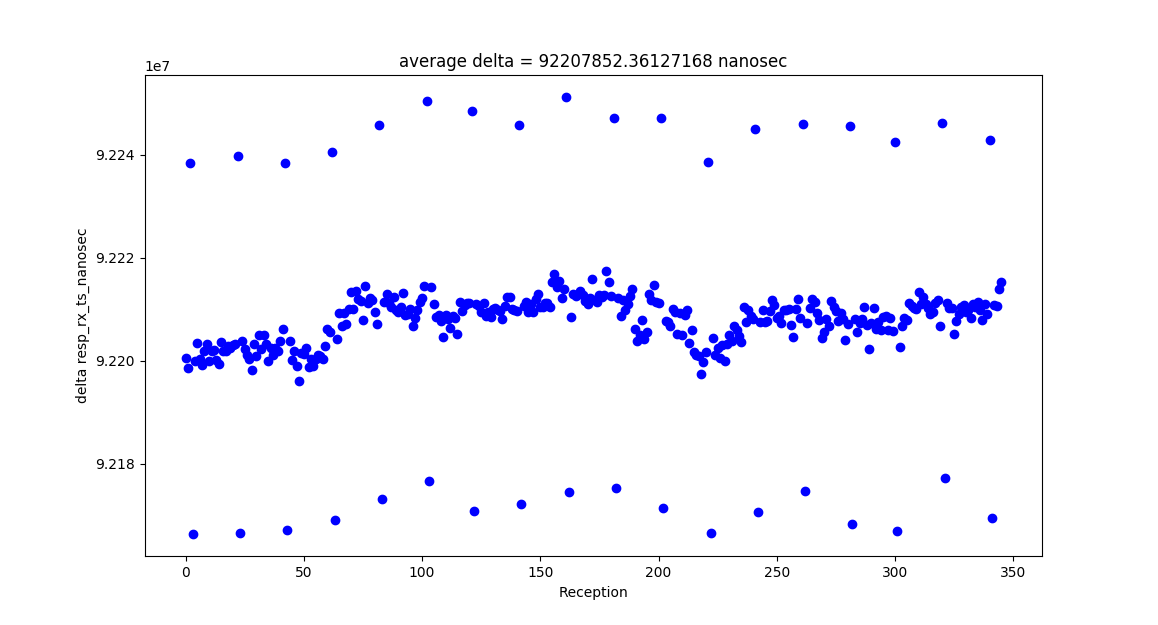 average delta = 92207852.36127168 nanosec
1e7
9.224
9.222
9.220
9.218
delta resp_rx_ts_nanosec
0 50 100 150 200 250 300 350
Reception